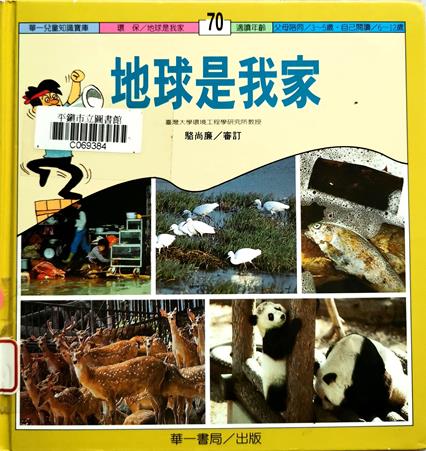 華一兒童知識寶庫
環 保／地球是我家
70
適讀年齡
父母陪同／3～5歲・自己閱讀／6～12歲
地球是我家
平鎮市立圖書館
C069384
臺灣大學環境工程學研究所教授
駱尚廉／審訂
華一書局／出版